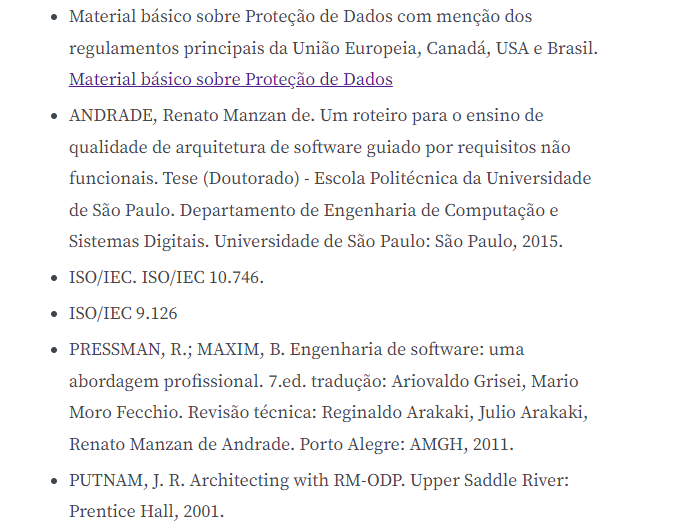 Material básico sobre Proteção de Dados com menção dos
regulamentos principais da União Europeia, Canadá, USA e Brasil.
Material básico sobre Proteção de Dados
ANDRADE, Renato Manzan de. Um roteiro para o ensino de
qualidade de arquitetura de software guiado por requisitos não
funcionais. Tese (Doutorado) - Escola Politécnica da Universidade
de São Paulo. Departamento de Engenharia de Computação e
Sistemas Digitais. Universidade de São Paulo: São Paulo, 2015.
ISO/IEC. ISO/IEC 10.746.
ISO/IEC 9.126
PRESSMAN, R.; MAXIM, B. Engenharia de software: uma
abordagem profissional. 7.ed. tradução: Ariovaldo Grisei, Mario
Moro Fecchio. Revisão técnica: Reginaldo Arakaki, Julio Arakaki,
Renato Manzan de Andrade. Porto Alegre: AMGH, 2011.
PUTNAM, J. R. Architecting with RM-ODP. Upper Saddle River:
Prentice Hall, 2001.